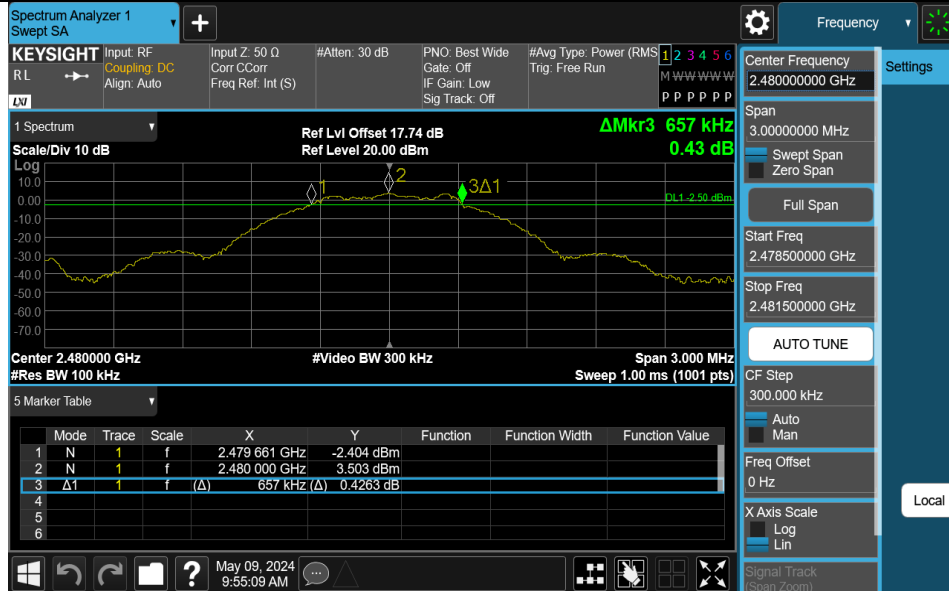 Spectrum Analyzer 1
Swept SA
+
Frequency
KEYSIGHT
RL
LXI
Input: RF
Coupling: DC
Align: Auto
Input Z: 50 Ω
Corr CCorr
Freq Ref: Int (S)
#Atten: 30 dB
PNO: Best Wide
Gate: Off
IF Gain: Low
Sig Track: Off
#Avg Type: Power (RMS
Trig: Free Run
1 2 3 4 5 6
M W W W W W
P P P P P P
1 Spectrum
Scale/Div 10 dB
Ref Lvl Offset 17.74 dB
Ref Level 20.00 dBm
ΔMkr3 657 kHz
0.43 dB
Log
10.0
0.00
-10.0
-20.0
-30.0
-40.0
-50.0
-60.0
-70.0
1
2
3Δ1
DL1 -2.50 dBm
Center 2.480000 GHz
#Video BW 300 kHz
Span 3.000 MHz
#Res BW 100 kHz
Sweep 1.00 ms (1001 pts)
5 Marker Table
Mode Trace Scale X Y Function Function Width Function Value
1 N 1 f 2.479 661 GHz -2.404 dBm
2 N 1 f 2.480 000 GHz 3.503 dBm
3 Δ1 1 f (Δ) 657 kHz (Δ) 0.4263 dB
4
5
6
?
May 09, 2024
9:55:09 AM
Center Frequency
2.480000000 GHz
Span
3.00000000 MHz
Swept Span
Zero Span
Full Span
Start Freq
2.478500000 GHz
Stop Freq
2.481500000 GHz
AUTO TUNE
CF Step
300.000 kHz
Auto
Man
Freq Offset
0 Hz
X Axis Scale
Log
Lin
Signal Track
(Span Zoom)
Settings
Local